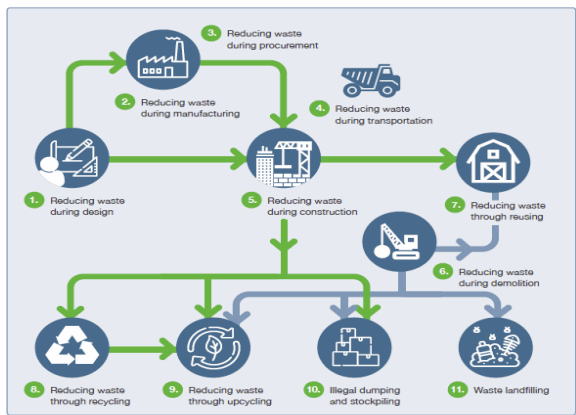 3. Reducing waste
during procurement
2. Reducing waste
during manufacturing
4. Reducing waste
during transportation
1. Reducing waste
during design
5. Reducing waste
during construction
7. Reducing waste
through reusing
6. Reducing waste
during demolition
8. Reducing waste
through recycling
9. Reducing waste
through upcycling
10. Illegal dumping
and stockpiling
11. Waste landfilling